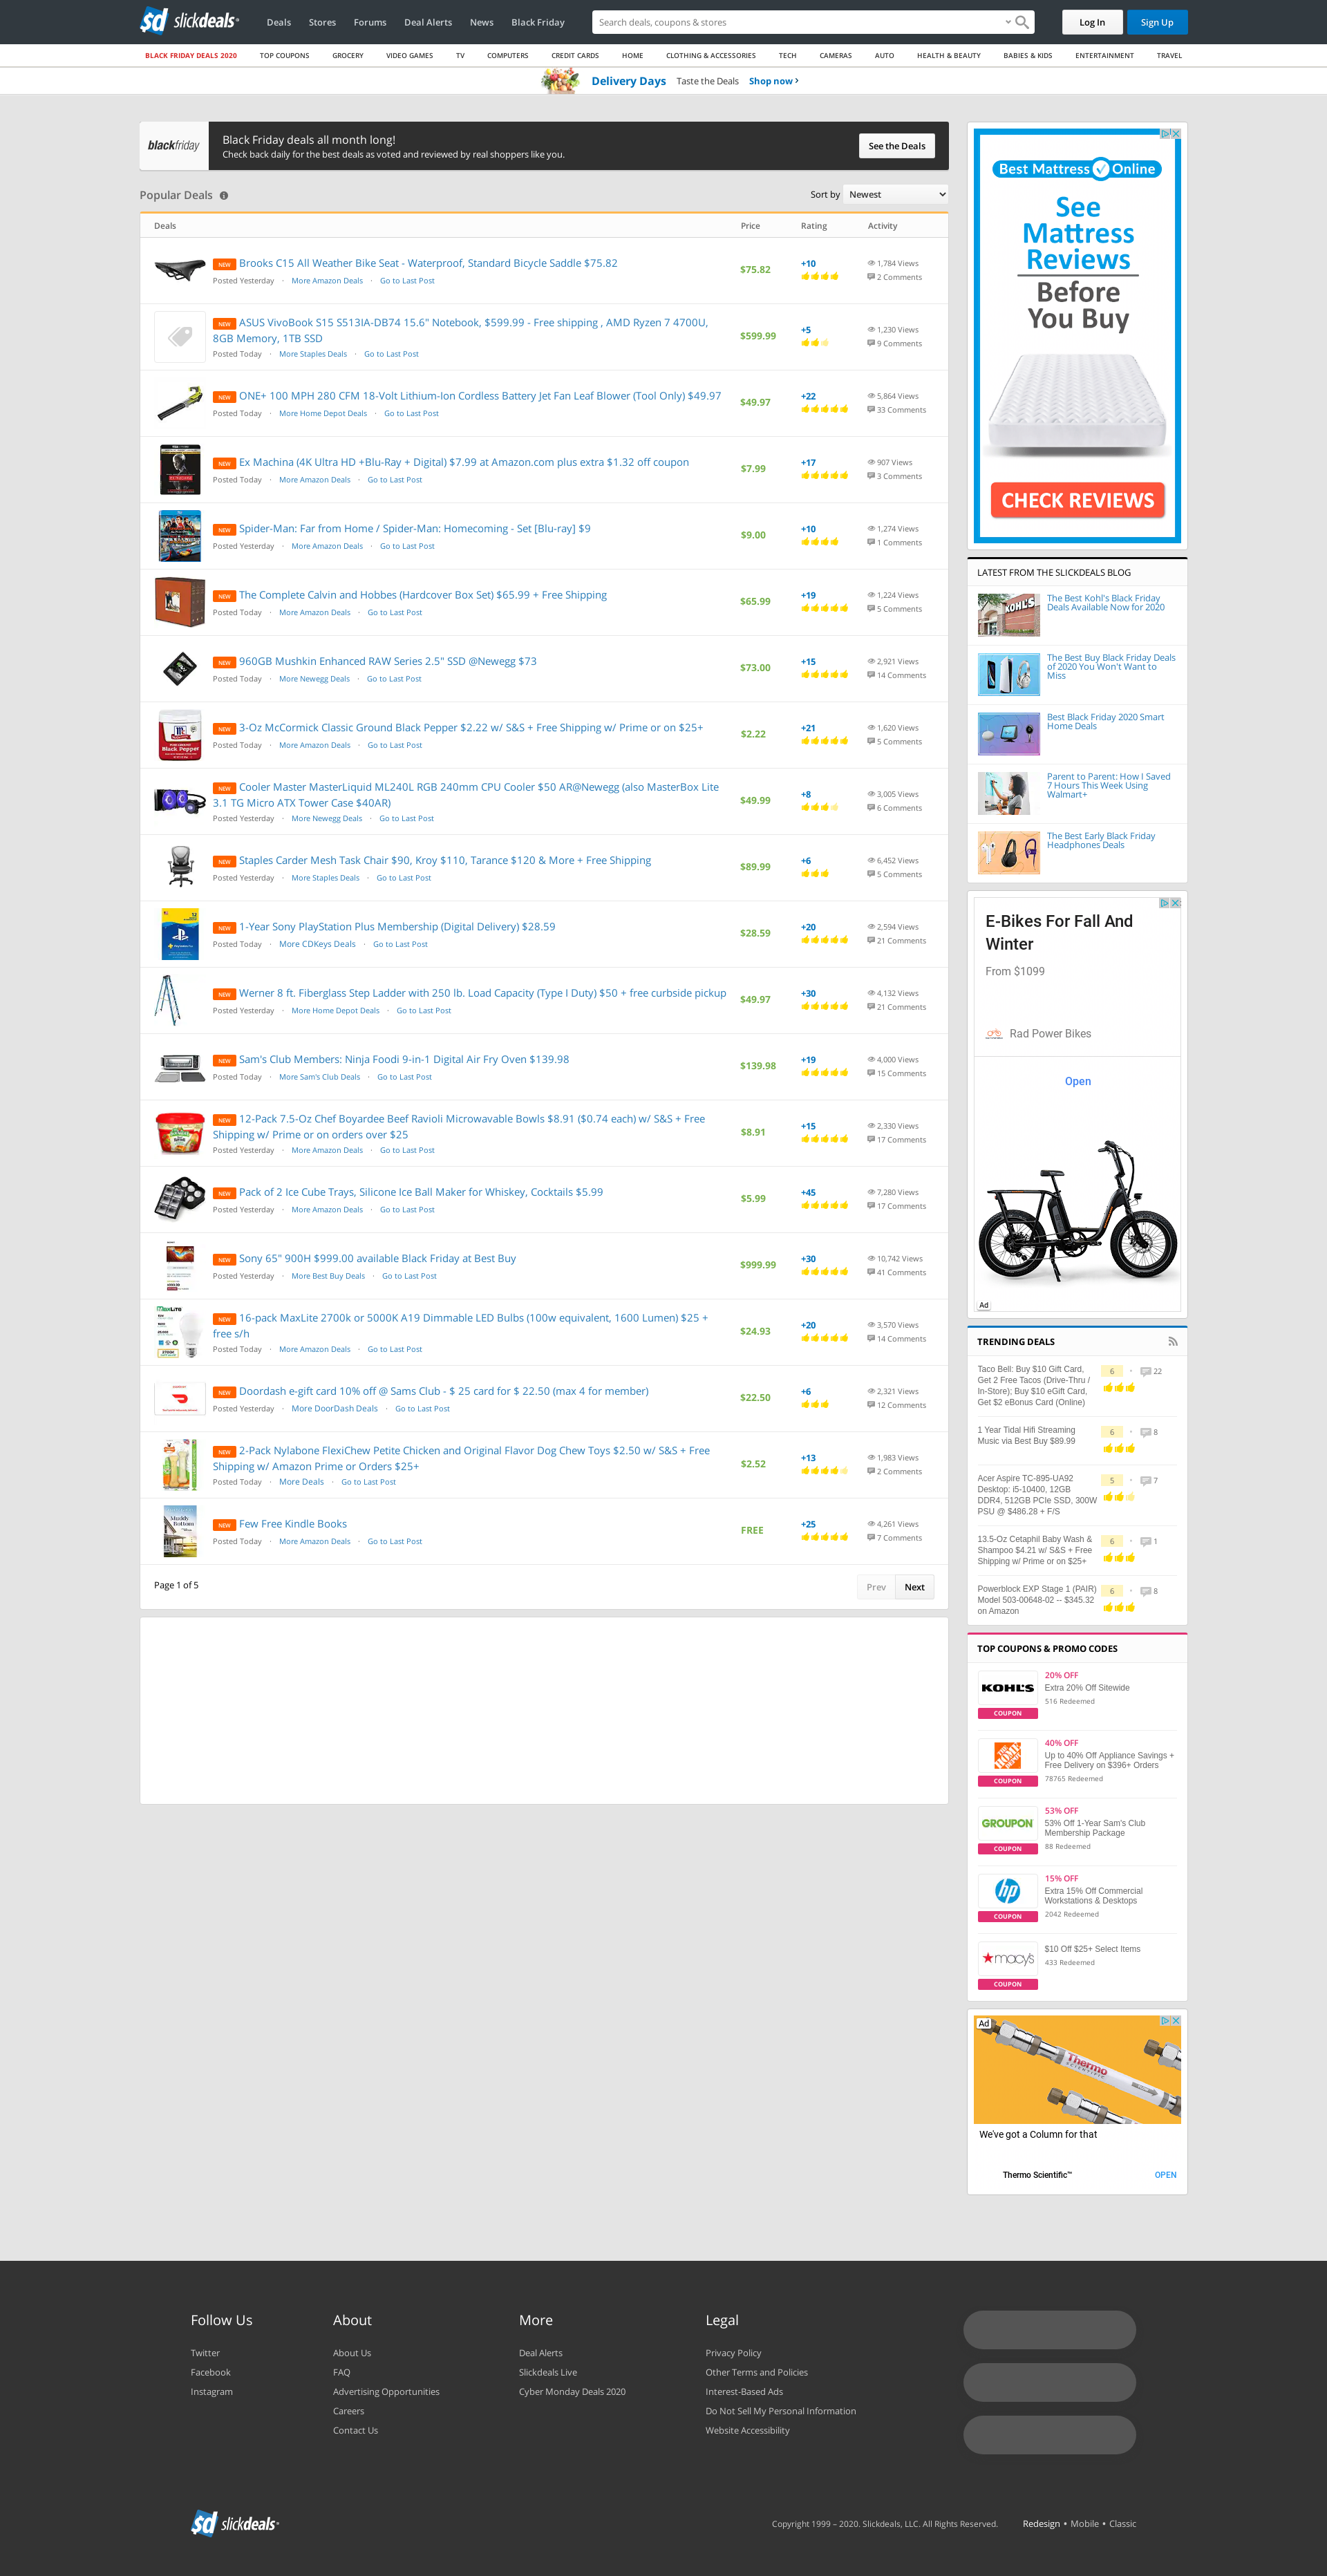 slickdeals
Deals Stores Forums Deal Alerts News Black Friday
Search deals, coupons & stores
Log In Sign Up
BLACK FRIDAY DEALS 2020 TOP COUPONS GROCERY VIDEO GAMES TV COMPUTERS CREDIT CARDS HOME CLOTHING & ACCESSORIES TECH CAMERAS AUTO HEALTH & BEAUTY BABIES & KIDS ENTERTAINMENT TRAVEL
Delivery Days Taste the Deals Shop now ›
blackfriday
Black Friday deals all month long!
Check back daily for the best deals as voted and reviewed by real shoppers like you.
See the Deals
Popular Deals
Sort by Newest
Deals Price Rating Activity
NEW Brooks C15 All Weather Bike Seat - Waterproof, Standard Bicycle Saddle $75.82
Posted Yesterday · More Amazon Deals · Go to Last Post
$75.82 +10 1,784 Views
2 Comments
NEW ASUS VivoBook S15 S513IA-DB74 15.6" Notebook, $599.99 - Free shipping , AMD Ryzen 7 4700U,
8GB Memory, 1TB SSD
Posted Today · More Staples Deals · Go to Last Post
$599.99 +5 1,230 Views
9 Comments
NEW ONE+ 100 MPH 280 CFM 18-Volt Lithium-Ion Cordless Battery Jet Fan Leaf Blower (Tool Only) $49.97
Posted Today · More Home Depot Deals · Go to Last Post
$49.97 +22 5,864 Views
33 Comments
NEW Ex Machina (4K Ultra HD +Blu-Ray + Digital) $7.99 at Amazon.com plus extra $1.32 off coupon
Posted Today · More Amazon Deals · Go to Last Post
$7.99 +17 907 Views
3 Comments
NEW Spider-Man: Far from Home / Spider-Man: Homecoming - Set [Blu-ray] $9
Posted Yesterday · More Amazon Deals · Go to Last Post
$9.00 +10 1,274 Views
1 Comments
NEW The Complete Calvin and Hobbes (Hardcover Box Set) $65.99 + Free Shipping
Posted Today · More Amazon Deals · Go to Last Post
$65.99 +19 1,224 Views
5 Comments
NEW 960GB Mushkin Enhanced RAW Series 2.5" SSD @Newegg $73
Posted Today · More Newegg Deals · Go to Last Post
$73.00 +15 2,921 Views
14 Comments
Black Pepper
NEW 3-Oz McCormick Classic Ground Black Pepper $2.22 w/ S&S + Free Shipping w/ Prime or on $25+
Posted Today · More Amazon Deals · Go to Last Post
$2.22 +21 1,620 Views
5 Comments
NEW Cooler Master MasterLiquid ML240L RGB 240mm CPU Cooler $50 AR@Newegg (also MasterBox Lite
3.1 TG Micro ATX Tower Case $40AR)
Posted Yesterday · More Newegg Deals · Go to Last Post
$49.99 +8 3,005 Views
6 Comments
NEW Staples Carder Mesh Task Chair $90, Kroy $110, Tarance $120 & More + Free Shipping
Posted Yesterday · More Staples Deals · Go to Last Post
$89.99 +6 6,452 Views
5 Comments
NEW 1-Year Sony PlayStation Plus Membership (Digital Delivery) $28.59
Posted Today · More CDKeys Deals · Go to Last Post
$28.59 +20 2,594 Views
21 Comments
NEW Werner 8 ft. Fiberglass Step Ladder with 250 lb. Load Capacity (Type I Duty) $50 + free curbside pickup
Posted Yesterday · More Home Depot Deals · Go to Last Post
$49.97 +30 4,132 Views
21 Comments
NEW Sam's Club Members: Ninja Foodi 9-in-1 Digital Air Fry Oven $139.98
Posted Today · More Sam's Club Deals · Go to Last Post
$139.98 +19 4,000 Views
15 Comments
NEW 12-Pack 7.5-Oz Chef Boyardee Beef Ravioli Microwavable Bowls $8.91 ($0.74 each) w/ S&S + Free
Shipping w/ Prime or on orders over $25
Posted Yesterday · More Amazon Deals · Go to Last Post
$8.91 +15 2,330 Views
17 Comments
NEW Pack of 2 Ice Cube Trays, Silicone Ice Ball Maker for Whiskey, Cocktails $5.99
Posted Yesterday · More Amazon Deals · Go to Last Post
$5.99 +45 7,280 Views
17 Comments
NEW Sony 65" 900H $999.00 available Black Friday at Best Buy
Posted Yesterday · More Best Buy Deals · Go to Last Post
$999.99 +30 10,742 Views
41 Comments
MaxLite
NEW 16-pack MaxLite 2700k or 5000K A19 Dimmable LED Bulbs (100w equivalent, 1600 Lumen) $25 +
free s/h
Posted Today · More Amazon Deals · Go to Last Post
$24.93 +20 3,570 Views
14 Comments
NEW Doordash e-gift card 10% off @ Sams Club - $ 25 card for $ 22.50 (max 4 for member)
Posted Yesterday · More DoorDash Deals · Go to Last Post
$22.50 +6 2,321 Views
12 Comments
NEW 2-Pack Nylabone FlexiChew Petite Chicken and Original Flavor Dog Chew Toys $2.50 w/ S&S + Free
Shipping w/ Amazon Prime or Orders $25+
Posted Today · More Deals · Go to Last Post
$2.52 +13 1,983 Views
2 Comments
Muddy Bottom
NEW Few Free Kindle Books
Posted Today · More Amazon Deals · Go to Last Post
FREE +25 4,261 Views
7 Comments
Page 1 of 5
Prev Next
Best Mattress Online
See
Mattress
Reviews
Before
You Buy
CHECK REVIEWS
LATEST FROM THE SLICKDEALS BLOG
KOHL'S
The Best Kohl's Black Friday
Deals Available Now for 2020
The Best Buy Black Friday Deals
of 2020 You Won't Want to
Miss
Best Black Friday 2020 Smart
Home Deals
Parent to Parent: How I Saved
7 Hours This Week Using
Walmart+
The Best Early Black Friday
Headphones Deals
E-Bikes For Fall And
Winter
From $1099
Rad Power Bikes
Open
Ad
TRENDING DEALS
Taco Bell: Buy $10 Gift Card,
Get 2 Free Tacos (Drive-Thru /
In-Store); Buy $10 eGift Card,
Get $2 eBonus Card (Online)
6 · 22
1 Year Tidal Hifi Streaming
Music via Best Buy $89.99
6 · 8
Acer Aspire TC-895-UA92
Desktop: i5-10400, 12GB
DDR4, 512GB PCIe SSD, 300W
PSU @ $486.28 + F/S
5 · 7
13.5-Oz Cetaphil Baby Wash &
Shampoo $4.21 w/ S&S + Free
Shipping w/ Prime or on $25+
6 · 1
Powerblock EXP Stage 1 (PAIR)
Model 503-00648-02 -- $345.32
on Amazon
6 · 8
TOP COUPONS & PROMO CODES
KOHL'S
COUPON
20% OFF
Extra 20% Off Sitewide
516 Redeemed
THE HOME DEPOT
COUPON
40% OFF
Up to 40% Off Appliance Savings +
Free Delivery on $396+ Orders
78765 Redeemed
GROUPON
COUPON
53% OFF
53% Off 1-Year Sam's Club
Membership Package
88 Redeemed
hp
COUPON
15% OFF
Extra 15% Off Commercial
Workstations & Desktops
2042 Redeemed
macy's
COUPON
$10 Off $25+ Select Items
433 Redeemed
Ad
Thermo
SCIENTIFIC
We've got a Column for that
Thermo Scientific™ OPEN
Follow Us
Twitter
Facebook
Instagram
About
About Us
FAQ
Advertising Opportunities
Careers
Contact Us
More
Deal Alerts
Slickdeals Live
Cyber Monday Deals 2020
Legal
Privacy Policy
Other Terms and Policies
Interest-Based Ads
Do Not Sell My Personal Information
Website Accessibility
slickdeals
Copyright 1999 – 2020. Slickdeals, LLC. All Rights Reserved. Redesign • Mobile • Classic